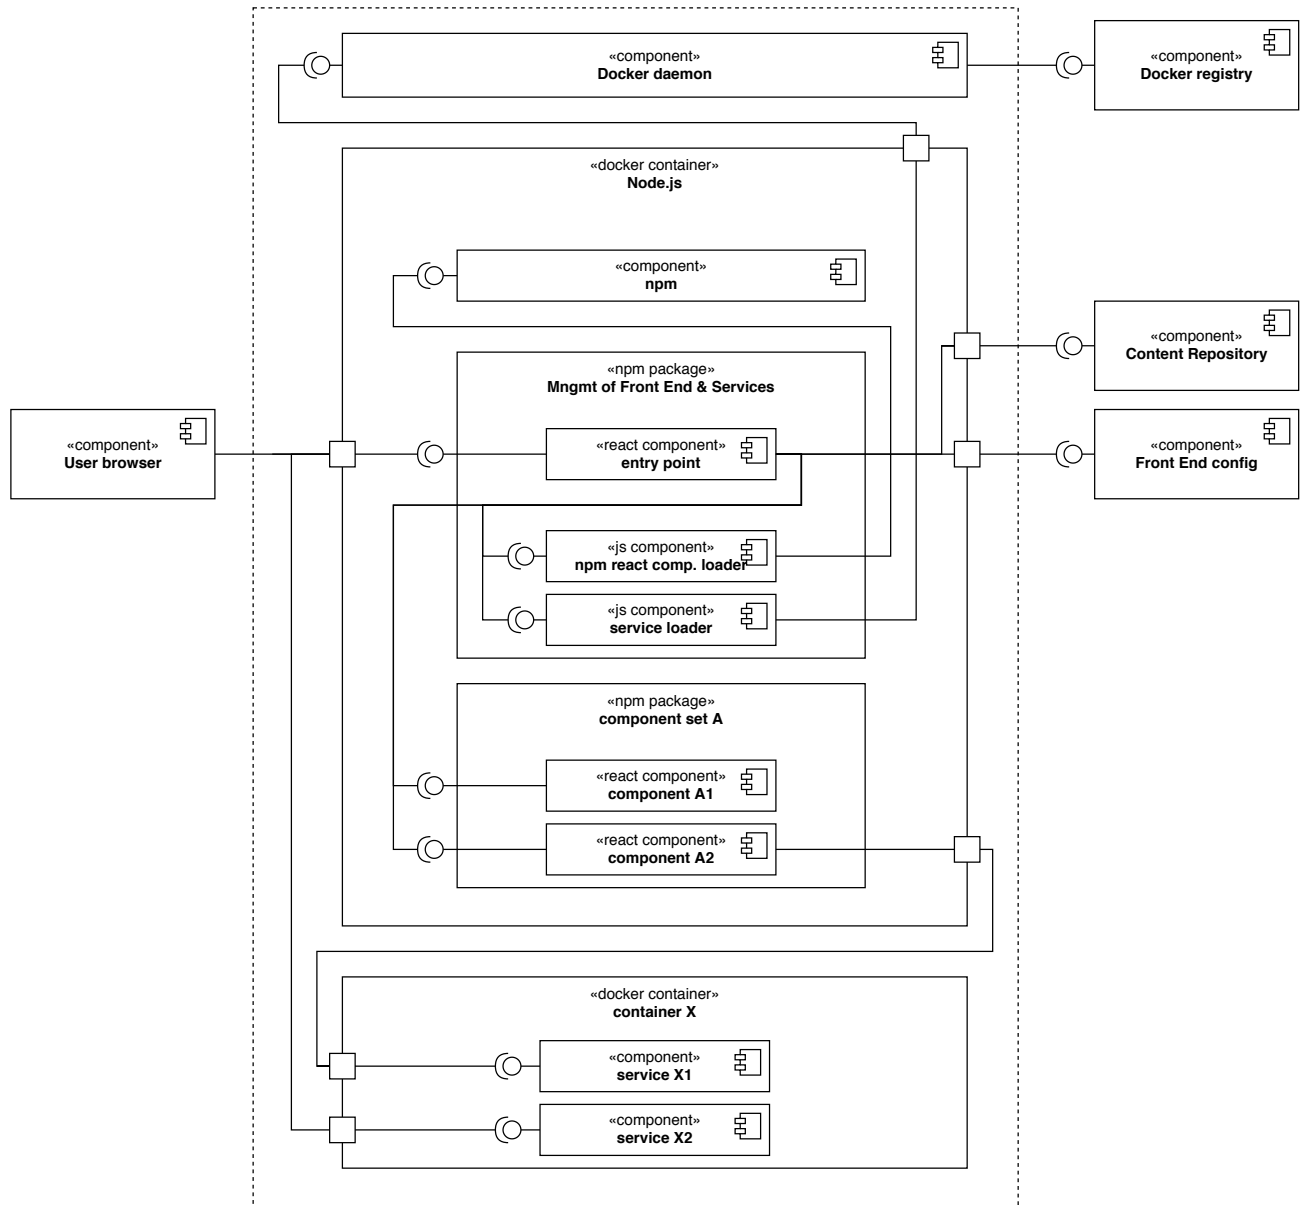 «component»
Docker daemon
«component»
Docker registry
«docker container»
Node.js
«component»
npm
«component»
Content Repository
«npm package»
Mngmt of Front End & Services
«component»
User browser
«react component»
entry point
«component»
Front End config
«js component»
npm react comp. loader
«js component»
service loader
«npm package»
component set A
«react component»
component A1
«react component»
component A2
«docker container»
container X
«component»
service X1
«component»
service X2